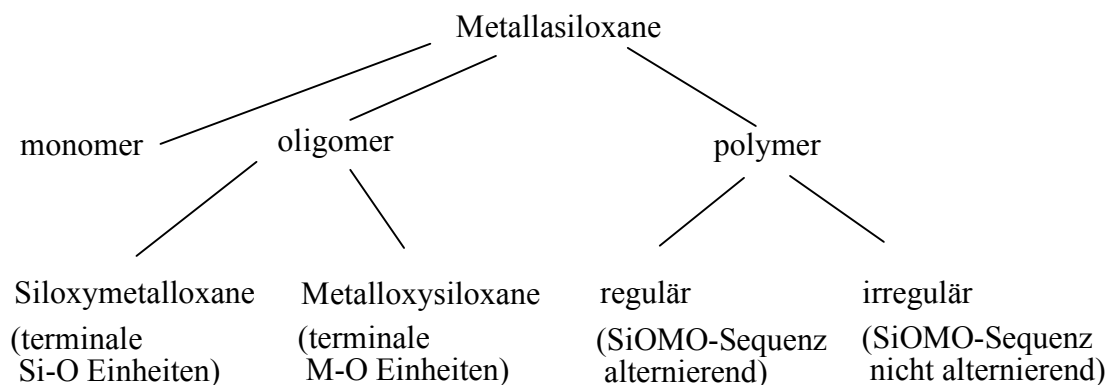 Metallasiloxane
monomer oligomer polymer
Siloxymetalloxane Metalloxysiloxane regulär irregulär
(terminale (terminale (SiOMO-Sequenz (SiOMO-Sequenz
Si-O Einheiten) M-O Einheiten) alternierend) nicht alternierend)